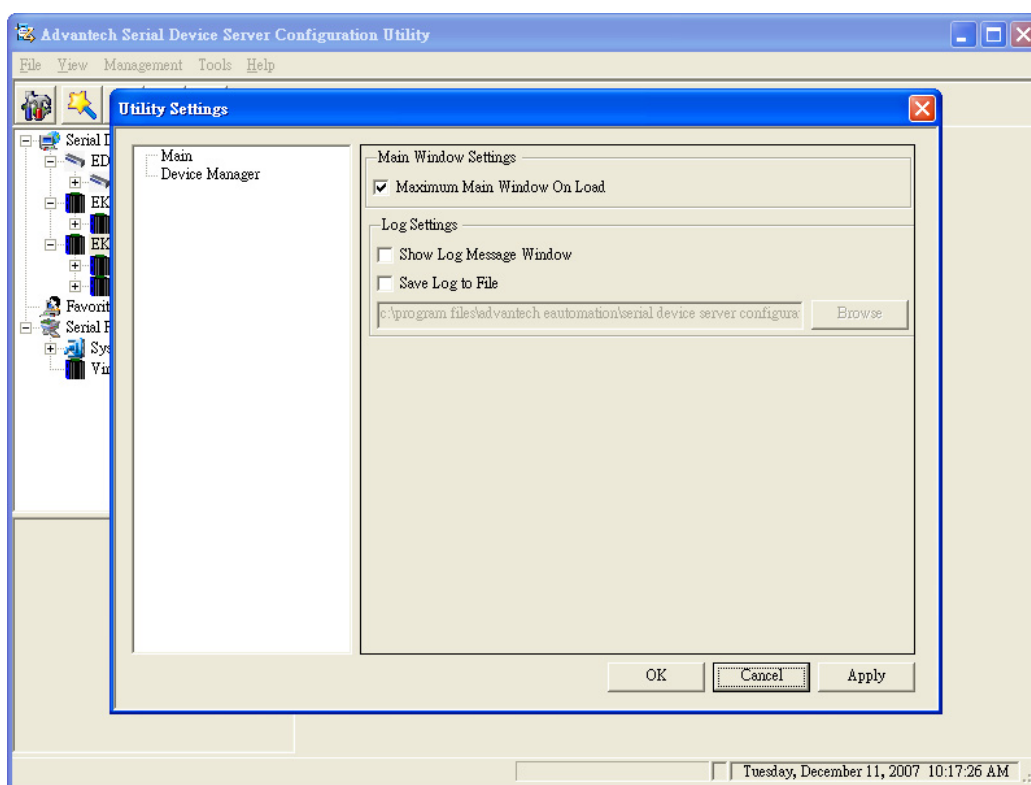 Advantech Serial Device Server Configuration Utility
File View Management Tools Help
Utility Settings
Serial
ED
EK
EK
Favorit
Serial
Sys
Main
Device Manager
Main Window Settings
Maximum Main Window On Load
Log Settings
Show Log Message Window
Save Log to File
c:\program files\advantech eautomation\serial device server configura
Browse
OK Cancel Apply
Tuesday, December 11, 2007 10:17:26 AM